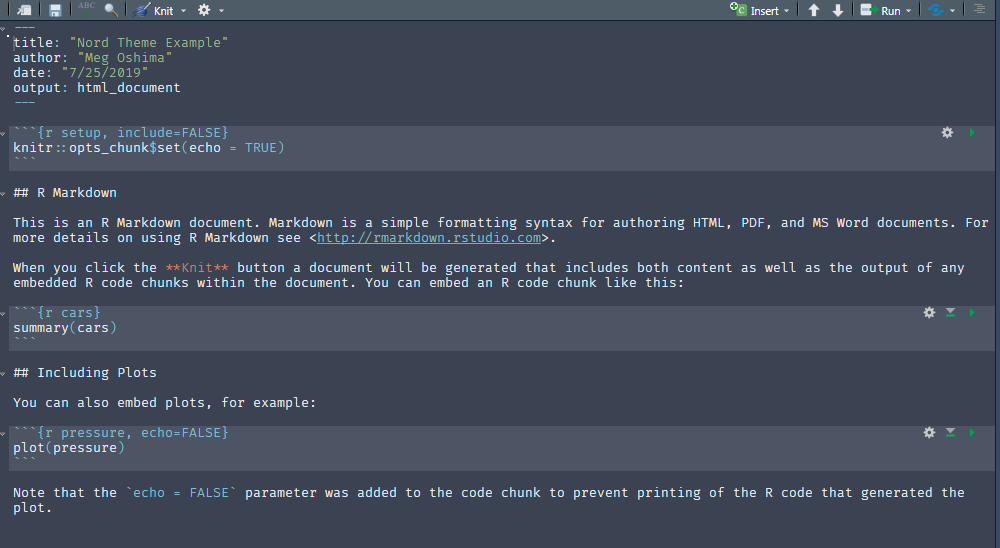 ABC Knit Insert Run
---
title: "Nord Theme Example"
author: "Meg Oshima"
date: "7/25/2019"
output: html_document
---
```{r setup, include=FALSE}
knitr::opts_chunk$set(echo = TRUE)
```
## R Markdown
This is an R Markdown document. Markdown is a simple formatting syntax for authoring HTML, PDF, and MS Word documents. For
more details on using R Markdown see <http://rmarkdown.rstudio.com>.
When you click the **Knit** button a document will be generated that includes both content as well as the output of any
embedded R code chunks within the document. You can embed an R code chunk like this:
```{r cars}
summary(cars)
```
## Including Plots
You can also embed plots, for example:
```{r pressure, echo=FALSE}
plot(pressure)
```
Note that the `echo = FALSE` parameter was added to the code chunk to prevent printing of the R code that generated the
plot.